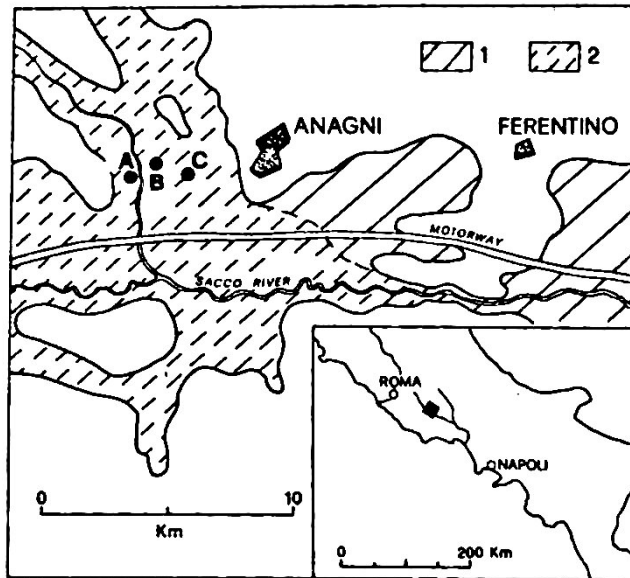 1 2
ANAGNI FERENTINO
A B C
MOTORWAY
SACCO RIVER
ROMA
NAPOLI
0 10
Km
0 200 Km